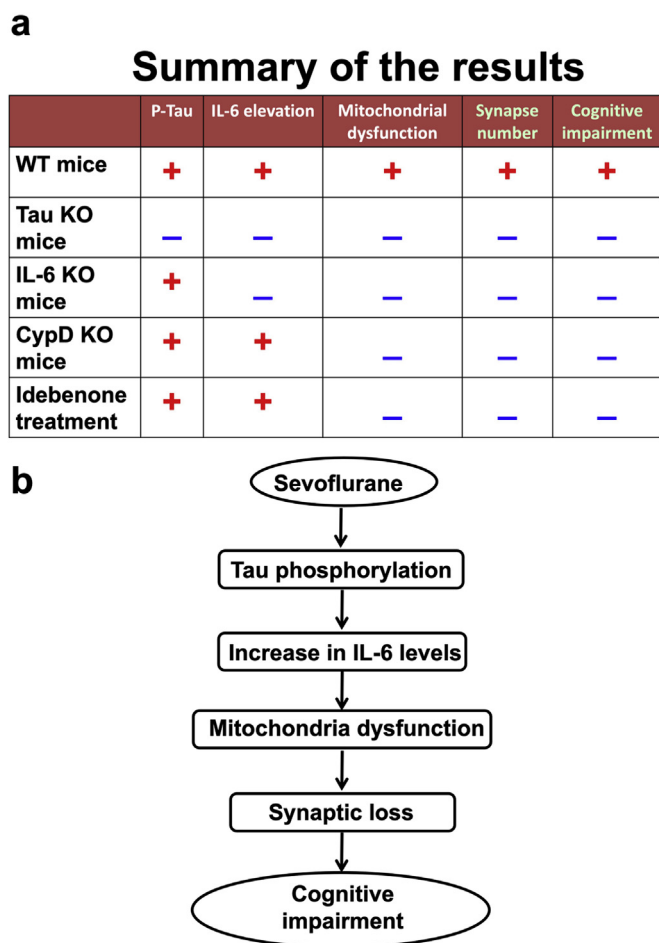 a
Summary of the results
P-Tau IL-6 elevation Mitochondrial Synapse Cognitive
dysfunction number impairment
WT mice + + + + +
Tau KO
mice – – – – –
IL-6 KO +
mice – – – –
CypD KO + +
mice – – –
Idebenone + +
treatment – – –
b
Sevoflurane
Tau phosphorylation
Increase in IL-6 levels
Mitochondria dysfunction
Synaptic loss
Cognitive
impairment